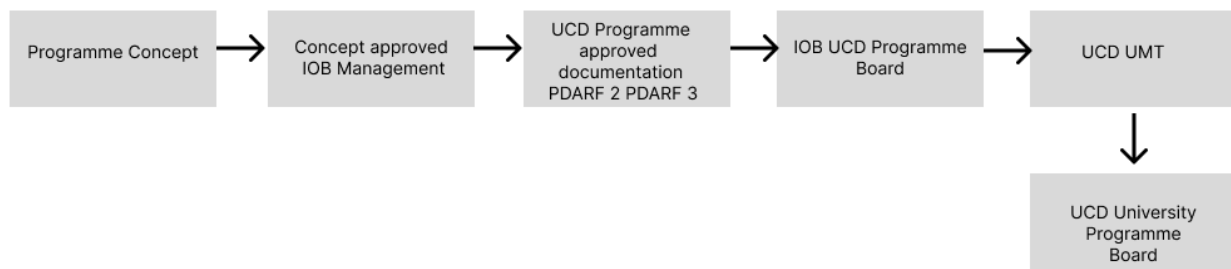 Programme Concept
Concept approved
IOB Management
UCD Programme
approved
documentation
PDARF 2 PDARF 3
IOB UCD Programme
Board
UCD UMT
UCD University
Programme
Board